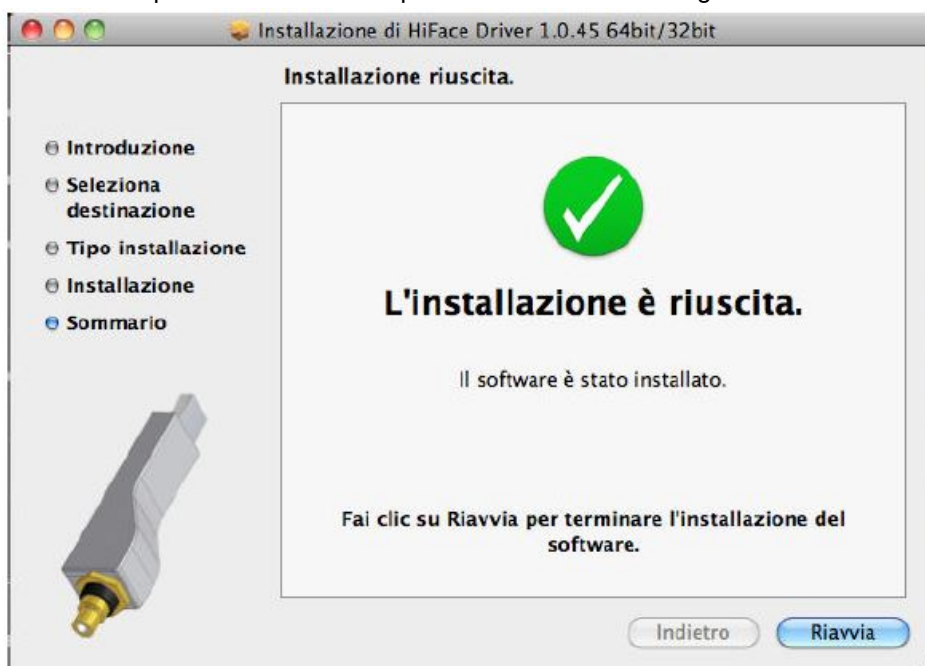 Installazione di HiFace Driver 1.0.45 64bit/32bit
Installazione riuscita.
Introduzione
Seleziona
destinazione
Tipo installazione
Installazione
Sommario
L'installazione è riuscita.
Il software è stato installato.
Fai clic su Riavvia per terminare l'installazione del
software.
Indietro
Riavvia